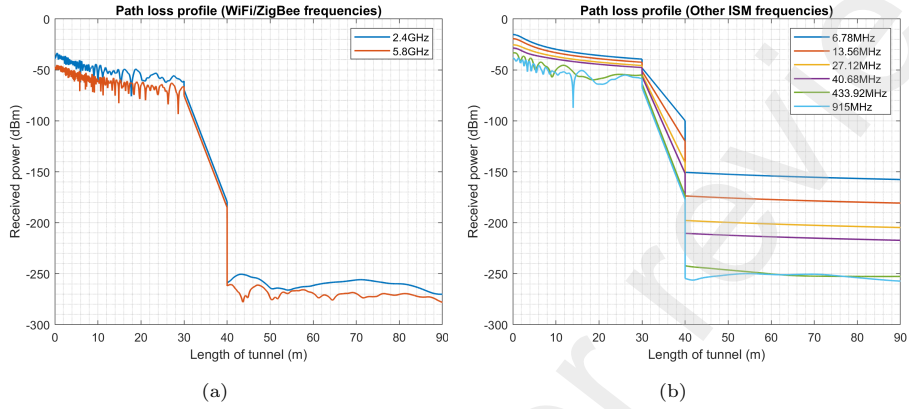 Path loss profile (WiFi/ZigBee frequencies)
0
-50
-100
-150
-200
-250
-300
Received power (dBm)
2.4GHz
5.8GHz
0 10 20 30 40 50 60 70 80 90
Length of tunnel (m)
(a)
Path loss profile (Other ISM frequencies)
0
-50
-100
-150
-200
-250
-300
Received power (dBm)
6.78MHz
13.56MHz
27.12MHz
40.68MHz
433.92MHz
915MHz
0 10 20 30 40 50 60 70 80 90
Length of tunnel (m)
(b)
er review